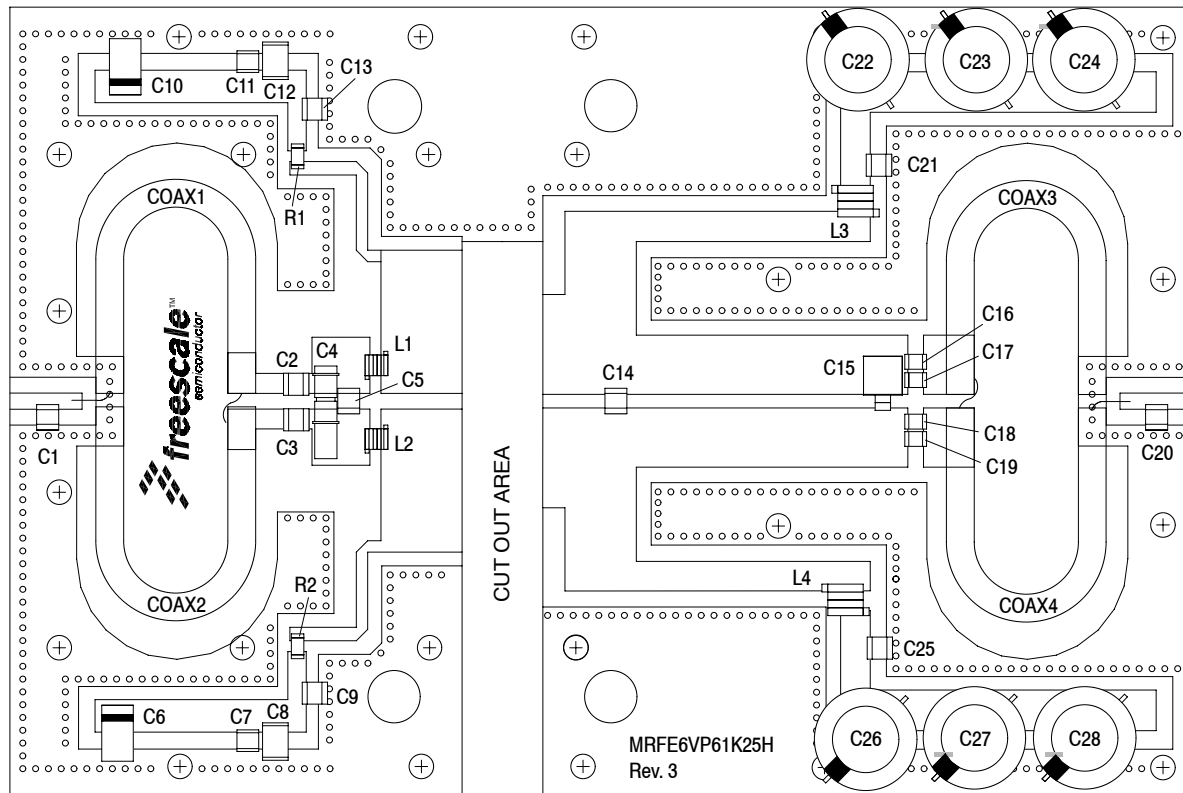 C22
C23
C24
C10
C11
C12
C13
C21
R1
COAX1
COAX3
L3
freescale™
semiconductor
C16
C17
C15
L1
C2
C4
C5
C14
C1
C3
L2
C18
C19
C20
CUT OUT AREA
R2
COAX2
L4
COAX4
C25
C9
C6
C7
C8
MRFE6VP61K25H
Rev. 3
C26
C27
C28